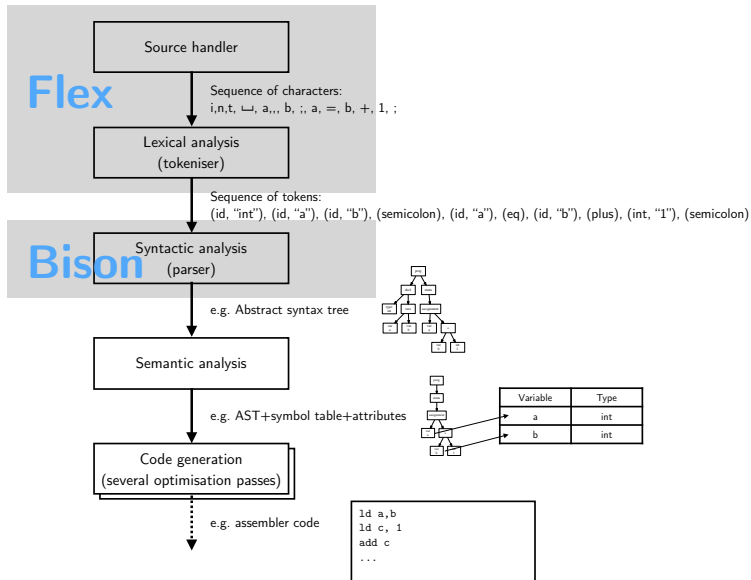 Source handler
Flex
Sequence of characters:
i,n,t, ⌴, a,,, b, ;, a, =, b, +, 1, ;
Lexical analysis
(tokeniser)
Sequence of tokens:
(id, “int”), (id, “a”), (id, “b”), (semicolon), (id, “a”), (eq), (id, “b”), (plus), (int, “1”), (semicolon)
Bison
Syntactic analysis
(parser)
e.g. Abstract syntax tree
Semantic analysis
e.g. AST+symbol table+attributes
Variable Type
a int
b int
Code generation
(several optimisation passes)
e.g. assembler code
ld a,b
ld c, 1
add c
...